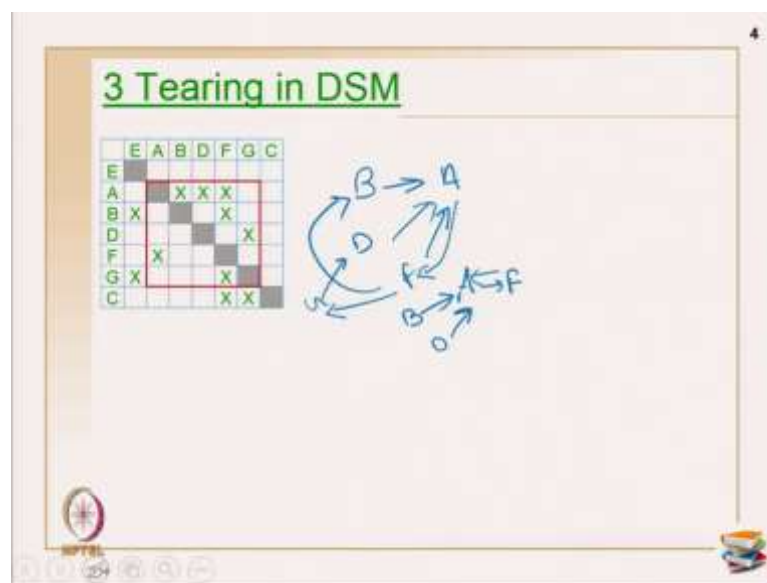 4
3 Tearing in DSM
E A B D F G C
E
A X X X
B X X
D X
F X
G X X
C X X
B → A
D
F
A F
B
D
NPTEL